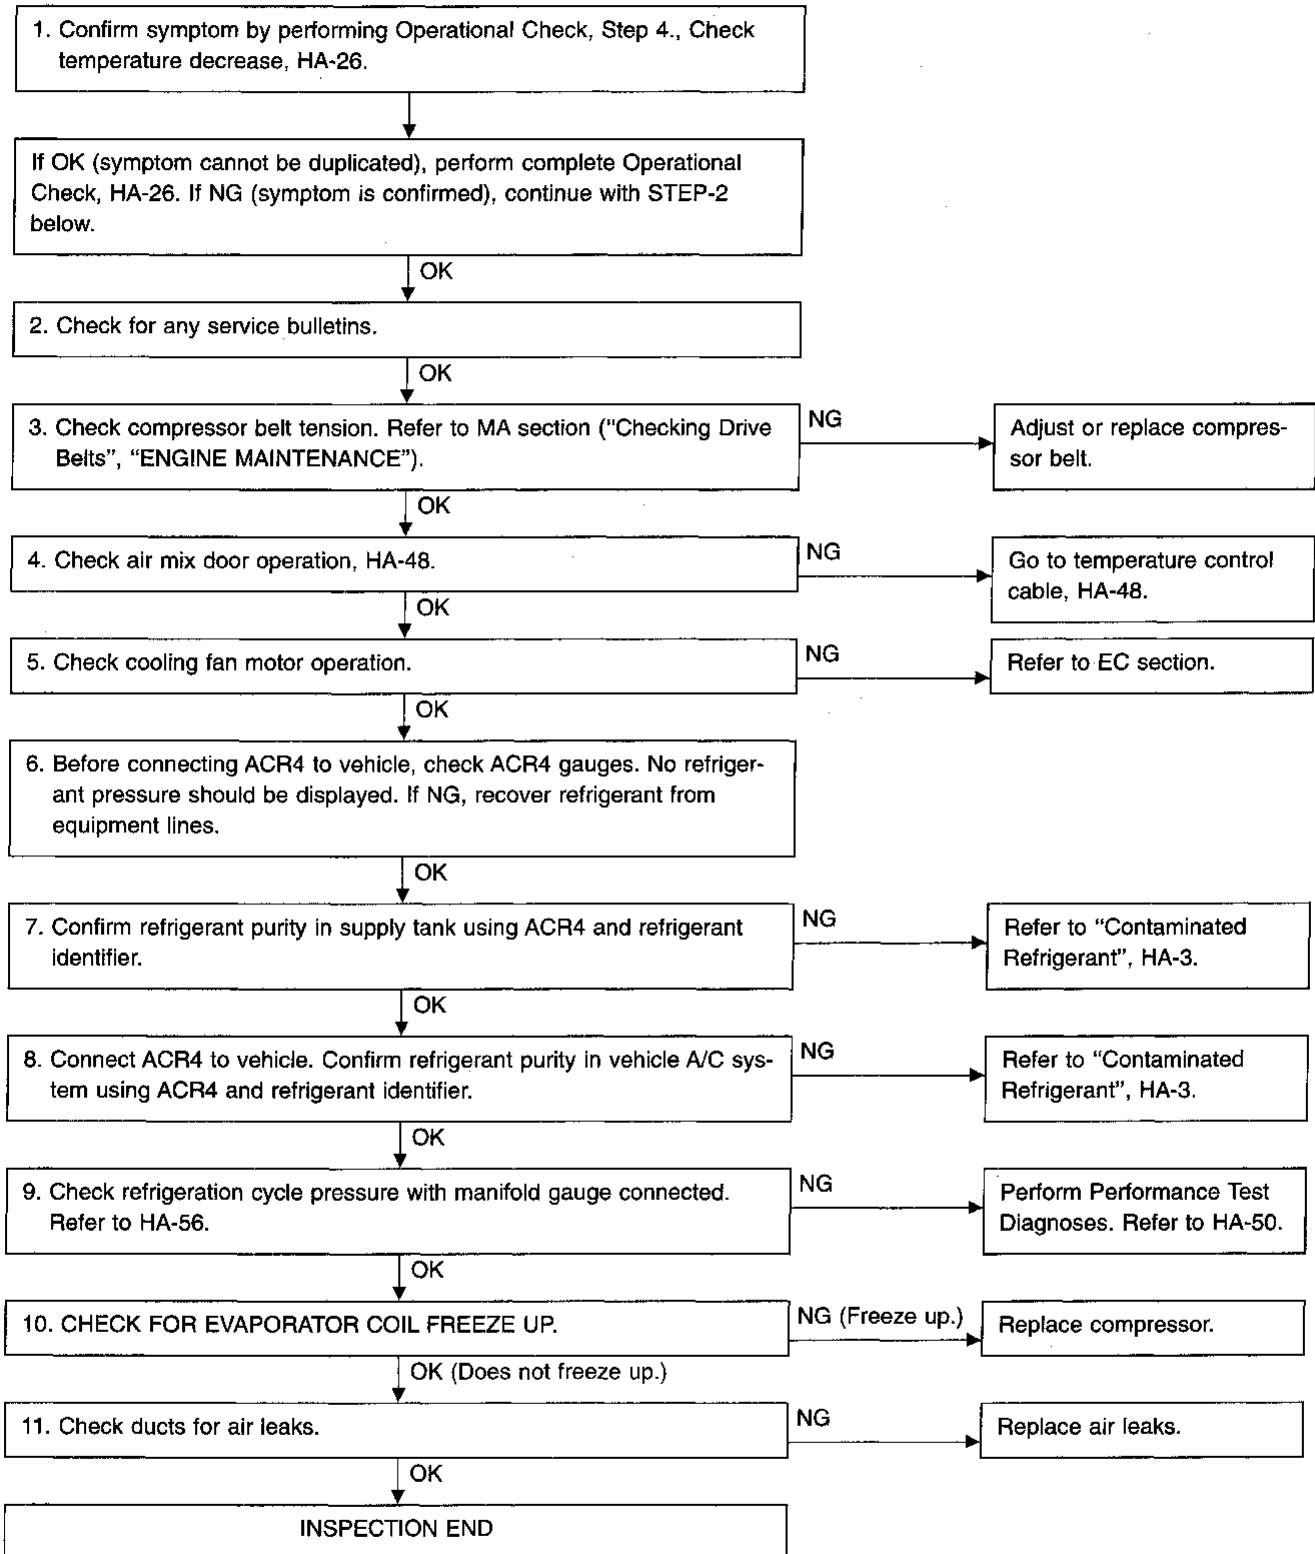 1. Confirm symptom by performing Operational Check, Step 4., Check
temperature decrease, HA-26.
If OK (symptom cannot be duplicated), perform complete Operational
Check, HA-26. If NG (symptom is confirmed), continue with STEP-2
below.
OK
2. Check for any service bulletins.
OK
3. Check compressor belt tension. Refer to MA section (“Checking Drive
Belts”, “ENGINE MAINTENANCE”).
NG
Adjust or replace compres-
sor belt.
OK
4. Check air mix door operation, HA-48.
NG
Go to temperature control
cable, HA-48.
OK
5. Check cooling fan motor operation.
NG
Refer to EC section.
OK
6. Before connecting ACR4 to vehicle, check ACR4 gauges. No refriger-
ant pressure should be displayed. If NG, recover refrigerant from
equipment lines.
OK
7. Confirm refrigerant purity in supply tank using ACR4 and refrigerant
identifier.
NG
Refer to “Contaminated
Refrigerant”, HA-3.
OK
8. Connect ACR4 to vehicle. Confirm refrigerant purity in vehicle A/C sys-
tem using ACR4 and refrigerant identifier.
NG
Refer to “Contaminated
Refrigerant”, HA-3.
OK
9. Check refrigeration cycle pressure with manifold gauge connected.
Refer to HA-56.
NG
Perform Performance Test
Diagnoses. Refer to HA-50.
OK
10. CHECK FOR EVAPORATOR COIL FREEZE UP.
NG (Freeze up.)
Replace compressor.
OK (Does not freeze up.)
11. Check ducts for air leaks.
NG
Replace air leaks.
OK
INSPECTION END